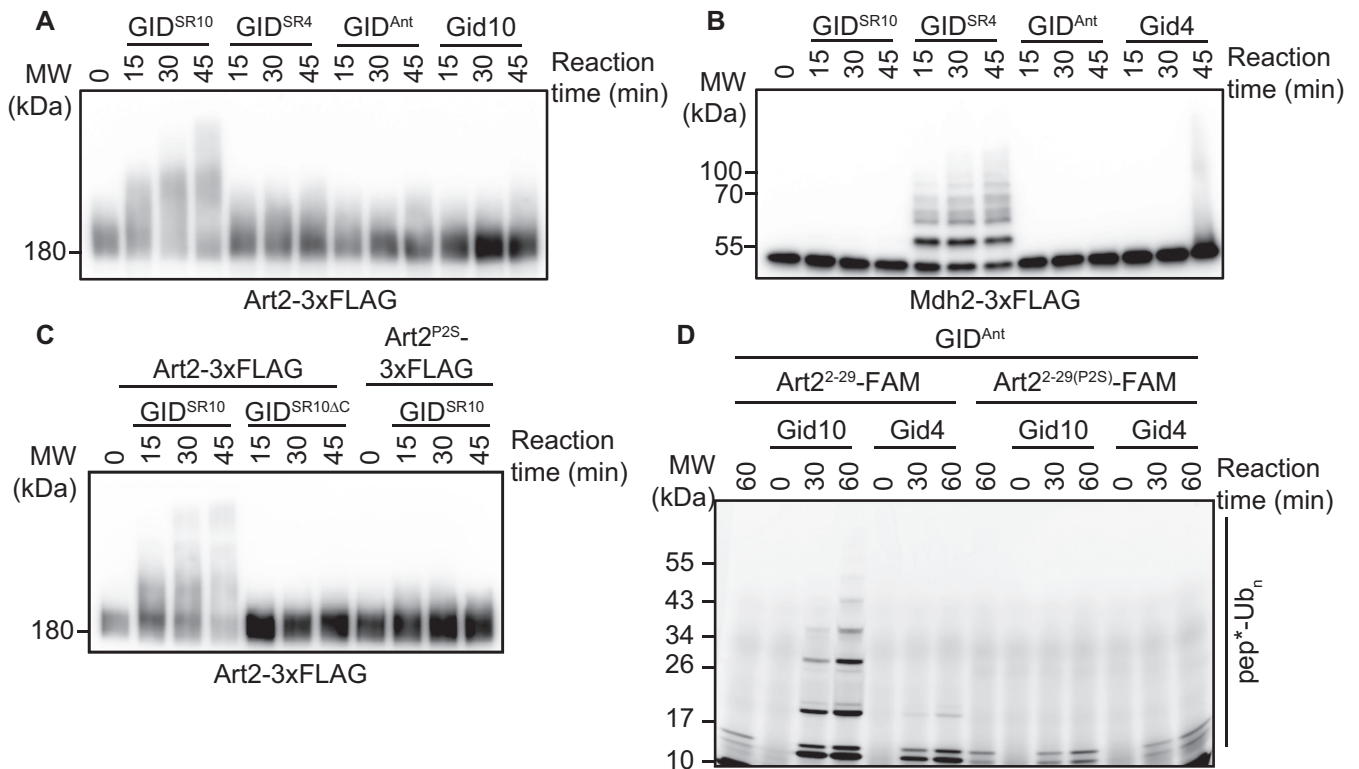 A
GID^SR10 GID^SR4 GID^Ant Gid10
MW (kDa) 0 15 30 45 15 30 45 15 30 45 15 30 45 Reaction time (min)
180
Art2-3xFLAG
B
GID^SR10 GID^SR4 GID^Ant Gid4
MW (kDa) 0 15 30 45 15 30 45 15 30 45 15 30 45 Reaction time (min)
100
70
55
Mdh2-3xFLAG
C
Art2-3xFLAG Art2^P2S-3xFLAG
GID^SR10 GID^SR10ΔC GID^SR10
MW (kDa) 0 15 30 45 15 30 45 0 15 30 45 Reaction time (min)
180
Art2-3xFLAG
D
GID^Ant
Art2^2-29-FAM Art2^2-29(P2S)-FAM
Gid10 Gid4 Gid10 Gid4
MW (kDa) 60 0 30 60 0 30 60 60 0 30 60 0 30 60 Reaction time (min)
55
43
34
26
17
10
pep*-Ub_n